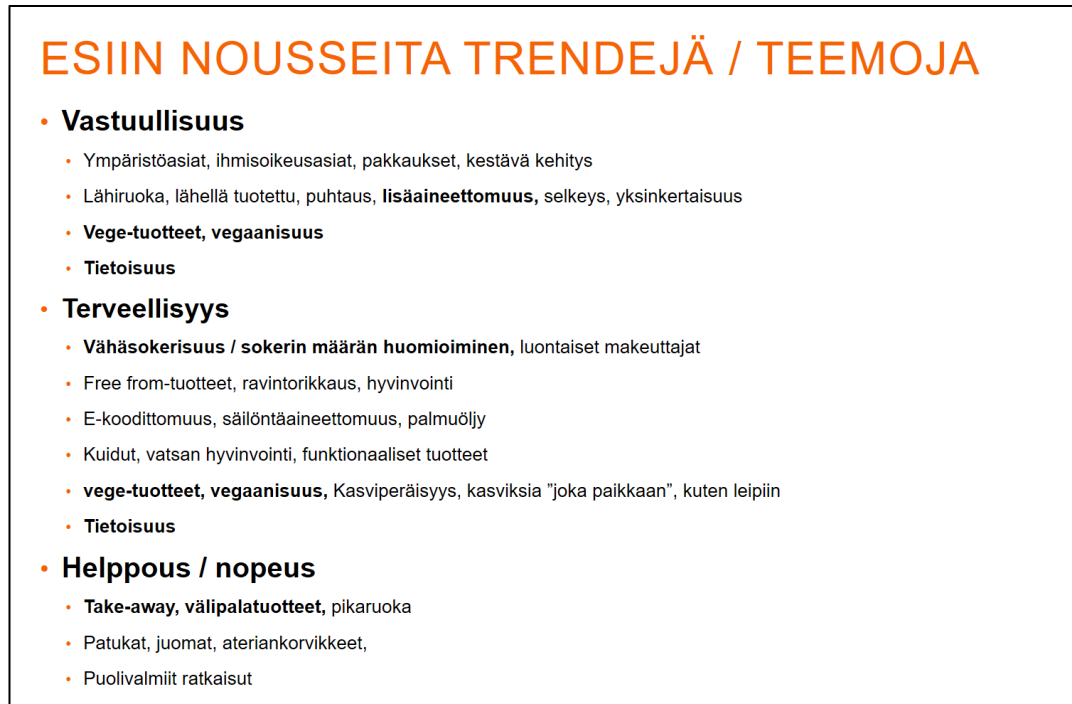 ESIIN NOUSSEITA TRENDEJÄ / TEEMOJA
• Vastuullisuus
• Ympäristöasiat, ihmisoikeusasiat, pakkaukset, kestävä kehitys
• Lähiruoka, lähellä tuotettu, puhtaus, lisäaineettomuus, selkeys, yksinkertaisuus
• Vege-tuotteet, vegaanisuus
• Tietoisuus
• Terveellisyys
• Vähäsokerisuus / sokerin määrän huomioiminen, luontaiset makeuttajat
• Free from-tuotteet, ravintorikkaus, hyvinvointi
• E-koodittomuus, säilöntäaineettomuus, palmuöljy
• Kuidut, vatsan hyvinvointi, funktionaaliset tuotteet
• vege-tuotteet, vegaanisuus, Kasviperäisyys, kasviksia ”joka paikkaan”, kuten leipiin
• Tietoisuus
• Helppous / nopeus
• Take-away, välipalatuotteet, pikaruoka
• Patukat, juomat, ateriankorvikkeet,
• Puolivalmiit ratkaisut